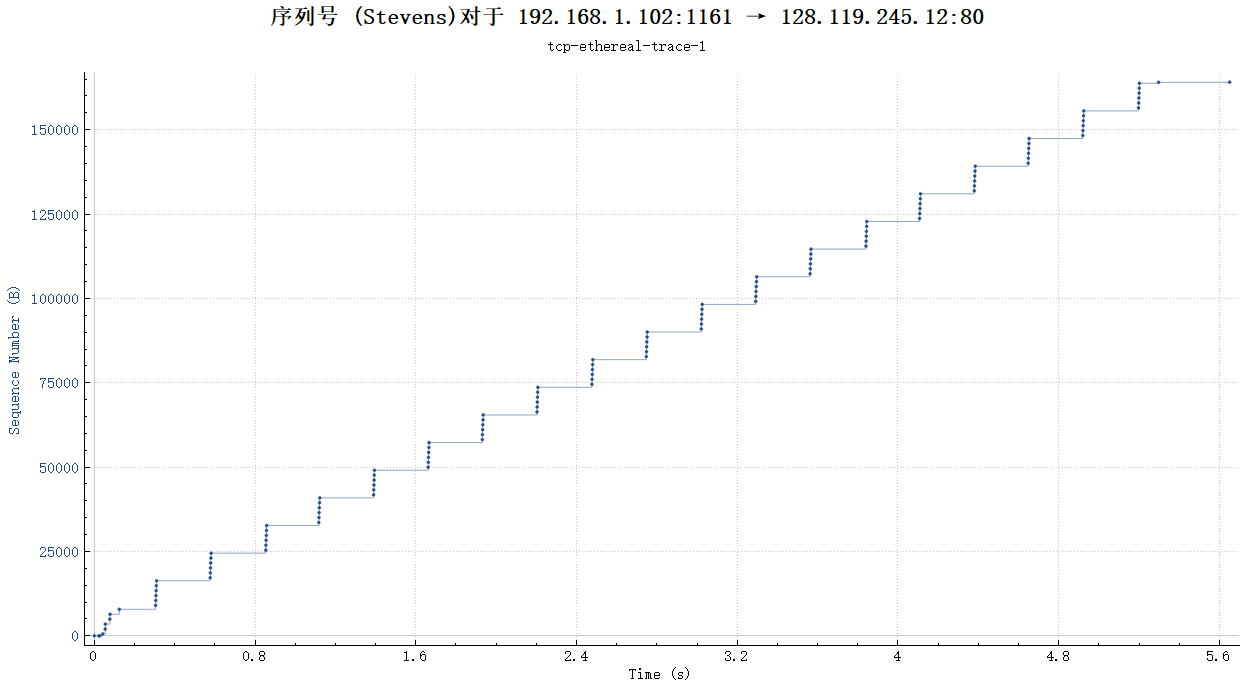 序列号 (Stevens)对于 192.168.1.102:1161 → 128.119.245.12:80
tcp-ethereal-trace-1
Sequence Number (B)
150000
125000
100000
75000
50000
25000
0
0 0.8 1.6 2.4 3.2 4 4.8 5.6
Time (s)